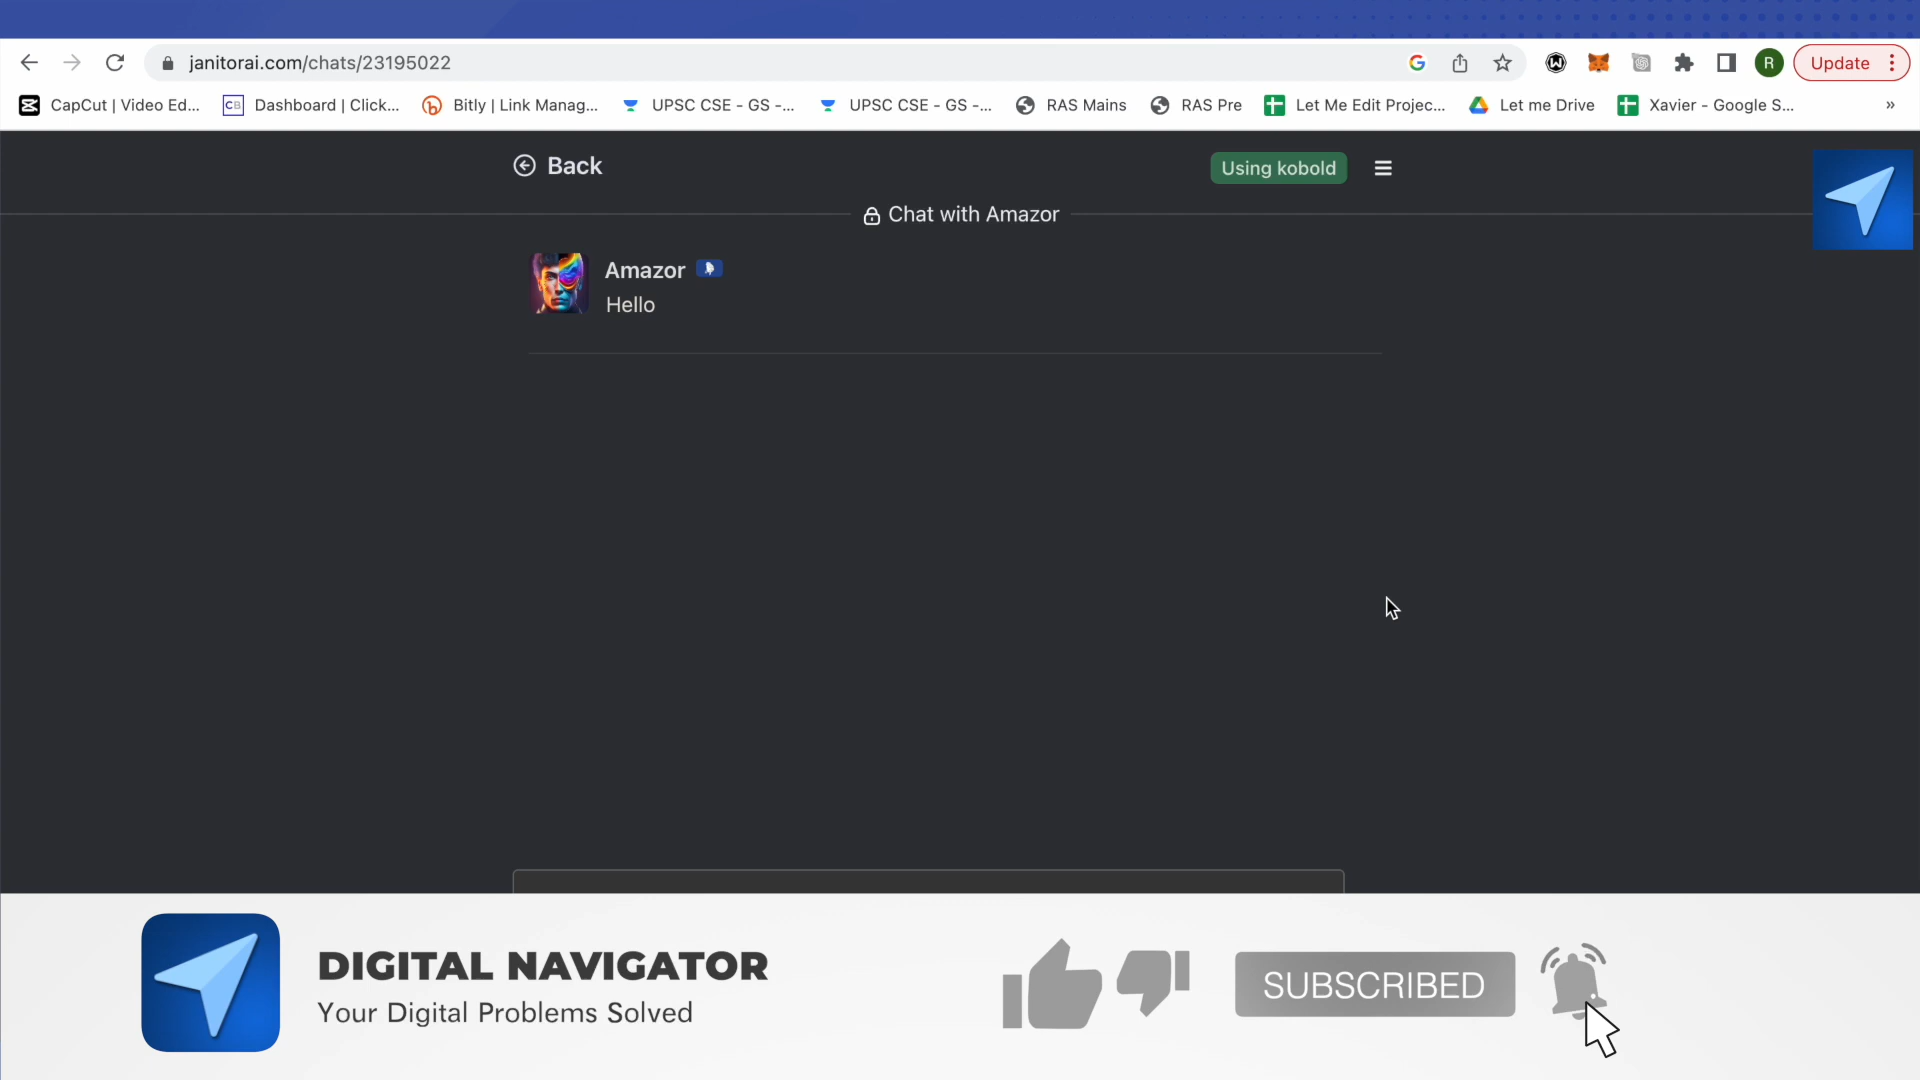 janitorai.com/chats/23195022
R
Update
CapCut | Video Ed...
CB
Dashboard | Click...
Bitly | Link Manag...
UPSC CSE - GS -...
UPSC CSE - GS -...
RAS Mains
RAS Pre
Let Me Edit Projec...
Let me Drive
Xavier - Google S...
»
Back
Using kobold
Chat with Amazor
Amazor
Hello
DIGITAL NAVIGATOR
Your Digital Problems Solved
SUBSCRIBED